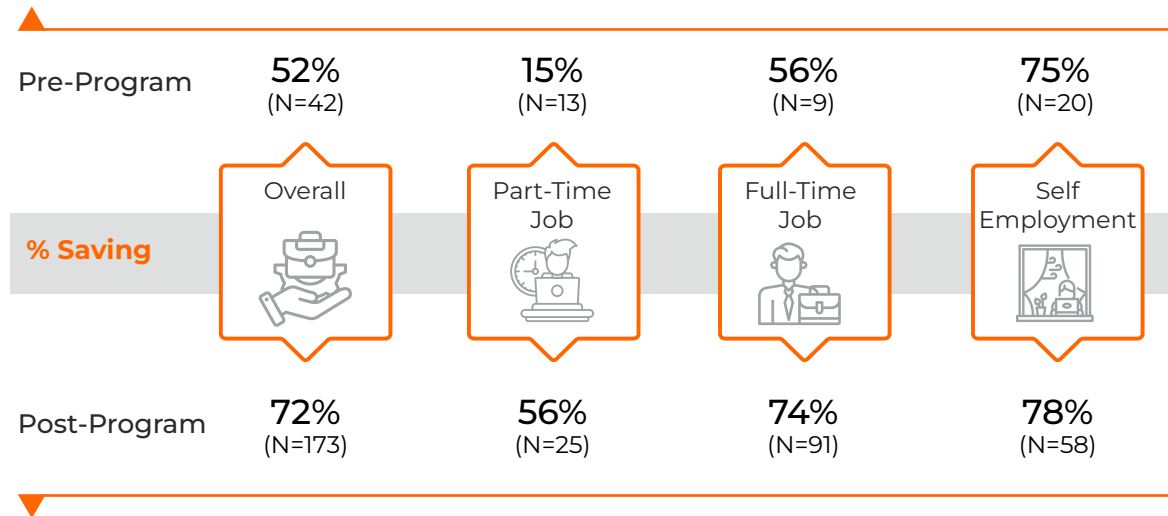 Pre-Program
52%
(N=42)
15%
(N=13)
56%
(N=9)
75%
(N=20)
% Saving
Overall
Part-Time
Job
Full-Time
Job
Self
Employment
Post-Program
72%
(N=173)
56%
(N=25)
74%
(N=91)
78%
(N=58)